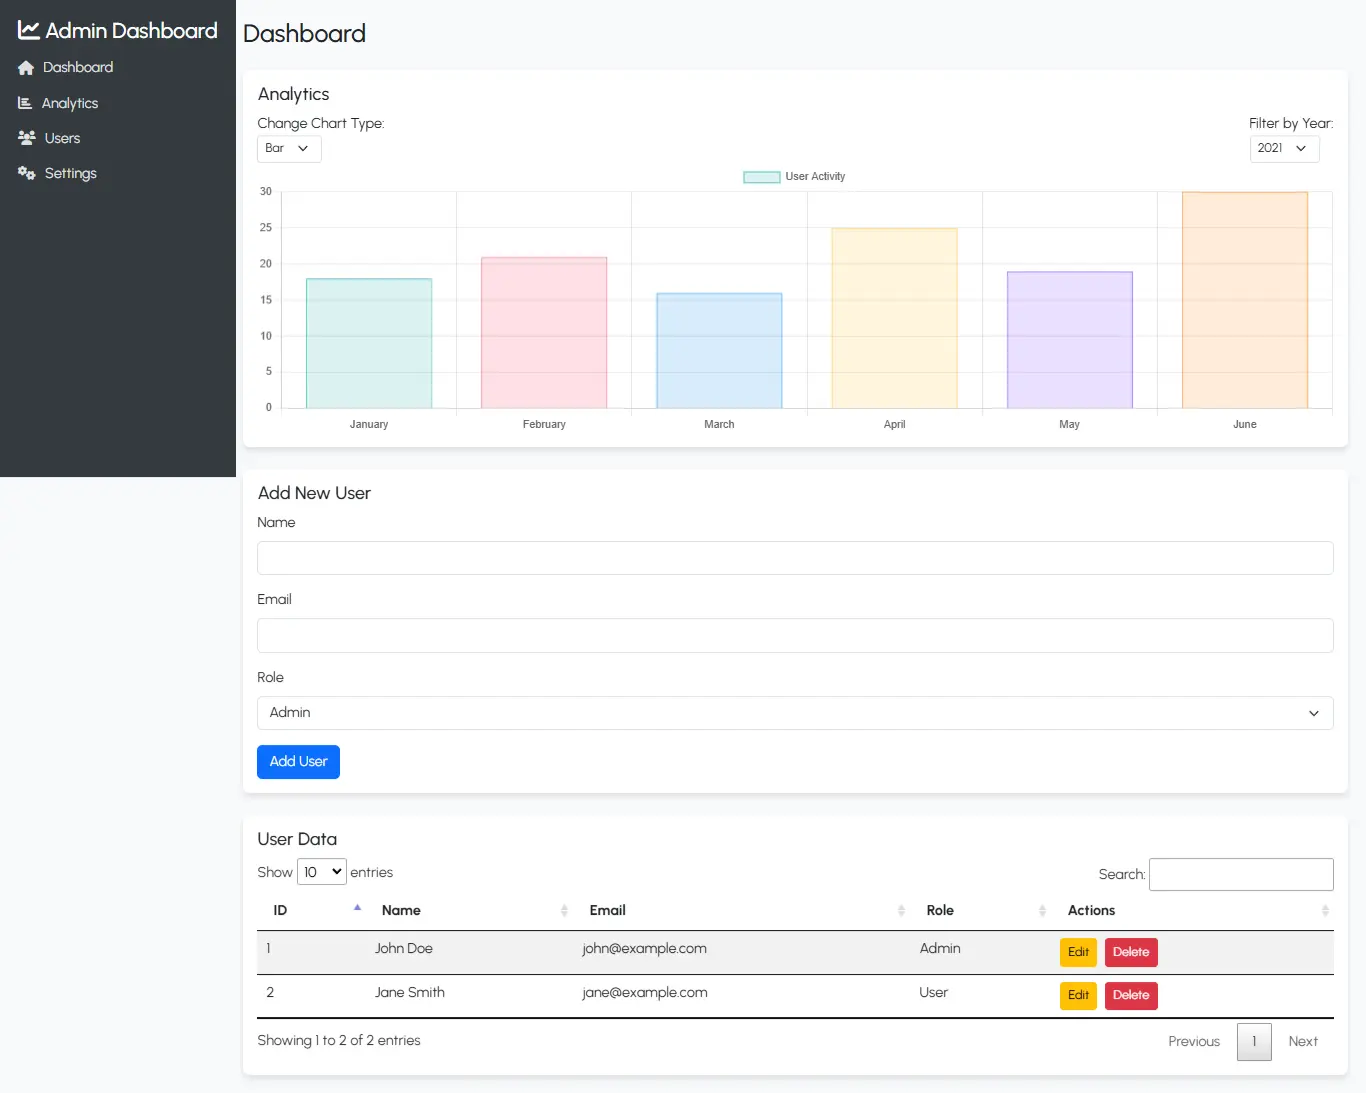 Admin Dashboard
Dashboard
Analytics
Users
Settings
Dashboard
Analytics
Change Chart Type:
Bar
Filter by Year:
2021
User Activity
30
25
20
15
10
5
0
January February March April May June
Add New User
Name
Email
Role
Admin
Add User
User Data
Show 10 entries
Search:
ID Name Email Role Actions
1 John Doe john@example.com Admin Edit Delete
2 Jane Smith jane@example.com User Edit Delete
Showing 1 to 2 of 2 entries
Previous 1 Next